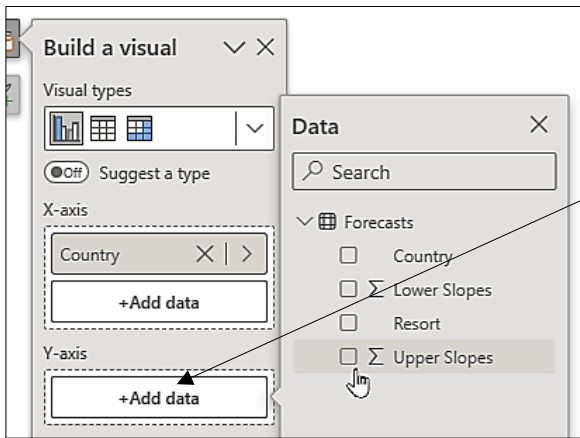 Build a visual
Visual types
Off Suggest a type
X-axis
Country
+Add data
Y-axis
+Add data
Data
Search
Forecasts
Country
Σ Lower Slopes
Resort
Σ Upper Slopes